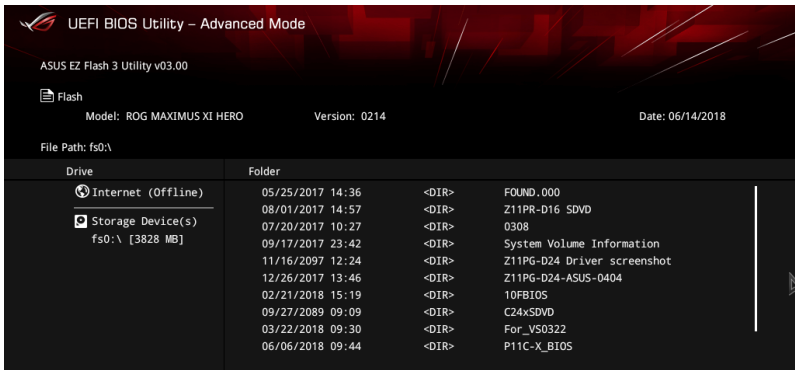 UEFI BIOS Utility – Advanced Mode
ASUS EZ Flash 3 Utility v03.00
Flash
Model: ROG MAXIMUS XI HERO Version: 0214 Date: 06/14/2018
File Path: fs0:\
Drive Folder
Internet (Offline) 05/25/2017 14:36 <DIR> FOUND.000
08/01/2017 14:57 <DIR> Z11PR-D16 SDVD
Storage Device(s) 07/20/2017 10:27 <DIR> 0308
fs0:\ [3828 MB] 09/17/2017 23:42 <DIR> System Volume Information
11/16/2097 12:24 <DIR> Z11PG-D24 Driver screenshot
12/26/2017 13:46 <DIR> Z11PG-D24-ASUS-0404
02/21/2018 15:19 <DIR> 10FBIOS
09/27/2089 09:09 <DIR> C24xSDVD
03/22/2018 09:30 <DIR> For_VS0322
06/06/2018 09:44 <DIR> P11C-X_BIOS